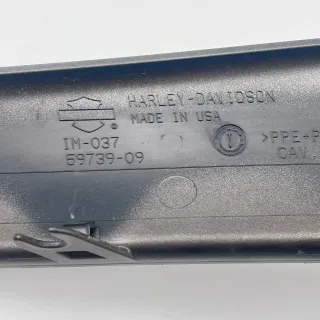 HARLEY-DAVIDSON
MADE IN USA
IM-037
59739-09
>PPE+P
CAV